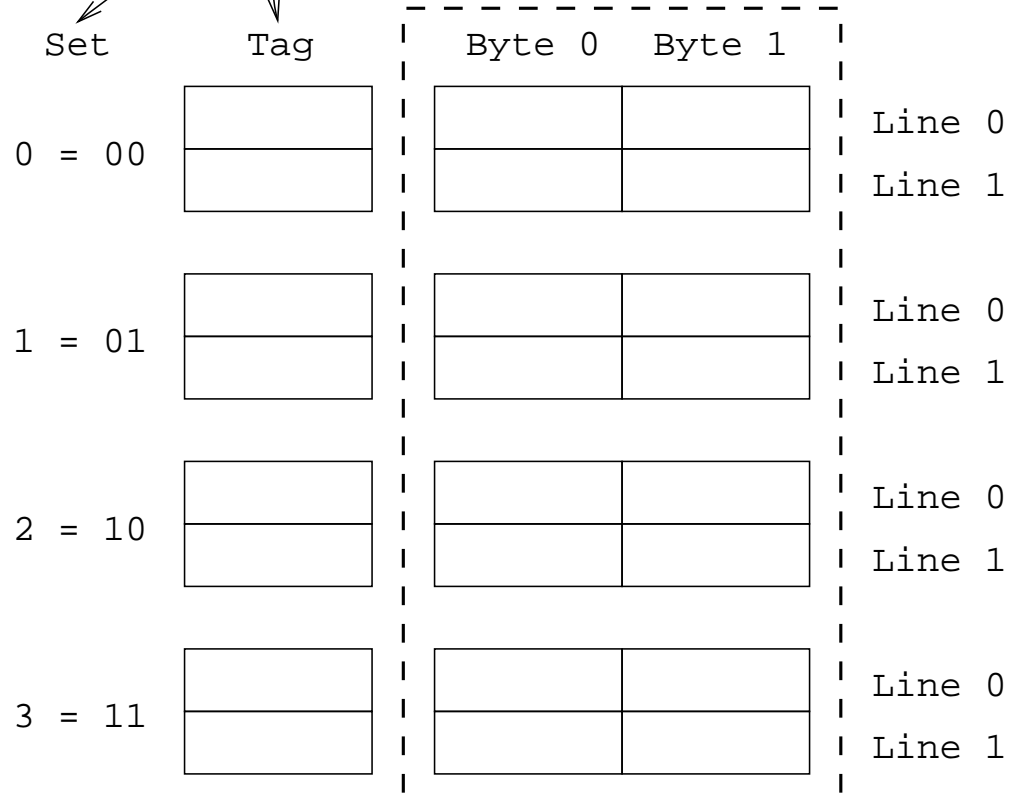 Set Tag Byte 0 Byte 1
Line 0
0 = 00
Line 1
Line 0
1 = 01
Line 1
Line 0
2 = 10
Line 1
Line 0
3 = 11
Line 1